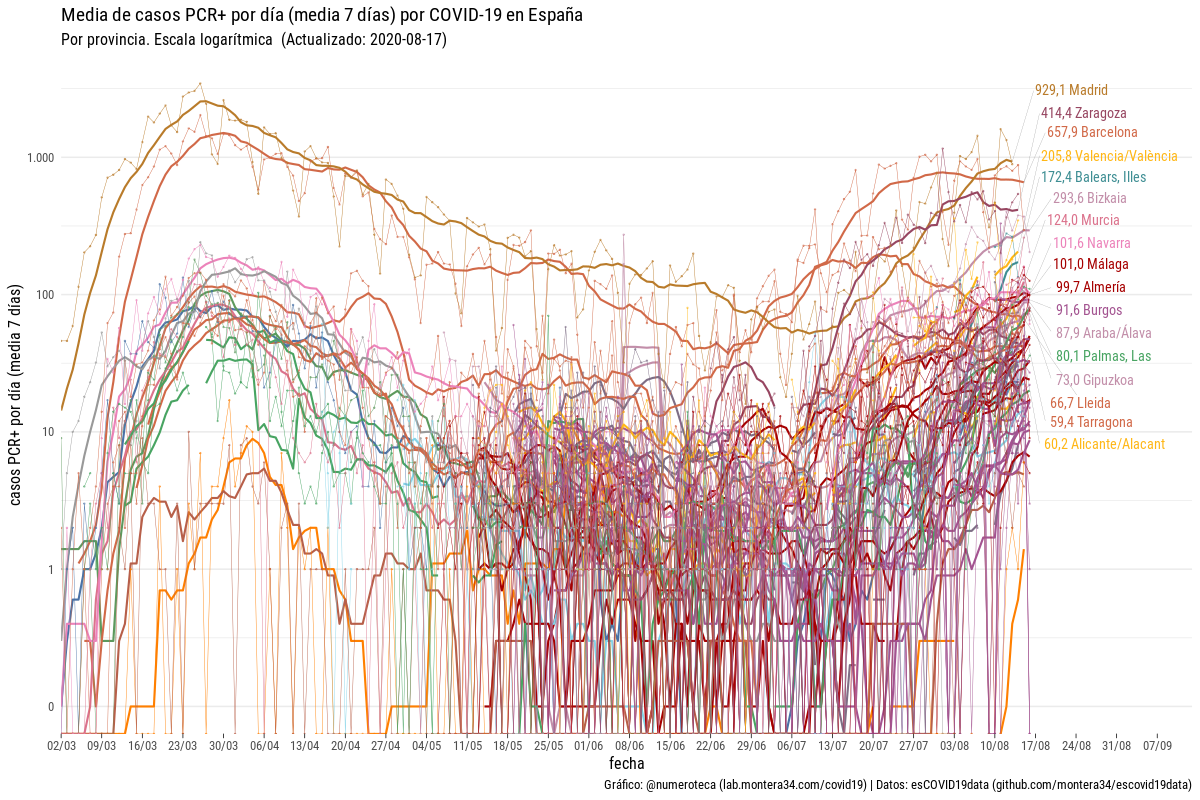 Media de casos PCR+ por día (media 7 días) por COVID-19 en España
Por provincia. Escala logarítmica (Actualizado: 2020-08-17)
casos PCR+ por día (media 7 días)
1.000
100
10
1
0
929,1 Madrid
414,4 Zaragoza
657,9 Barcelona
205,8 Valencia/València
172,4 Balears, Illes
293,6 Bizkaia
124,0 Murcia
101,6 Navarra
101,0 Málaga
99,7 Almería
91,6 Burgos
87,9 Araba/Álava
80,1 Palmas, Las
73,0 Gipuzkoa
66,7 Lleida
59,4 Tarragona
60,2 Alicante/Alacant
02/03 09/03 16/03 23/03 30/03 06/04 13/04 20/04 27/04 04/05 11/05 18/05 25/05 01/06 08/06 15/06 22/06 29/06 06/07 13/07 20/07 27/07 03/08 10/08 17/08 24/08 31/08 07/09
fecha
Gráfico: @numeroteca (lab.montera34.com/covid19) | Datos: esCOVID19data (github.com/montera34/escovid19data)